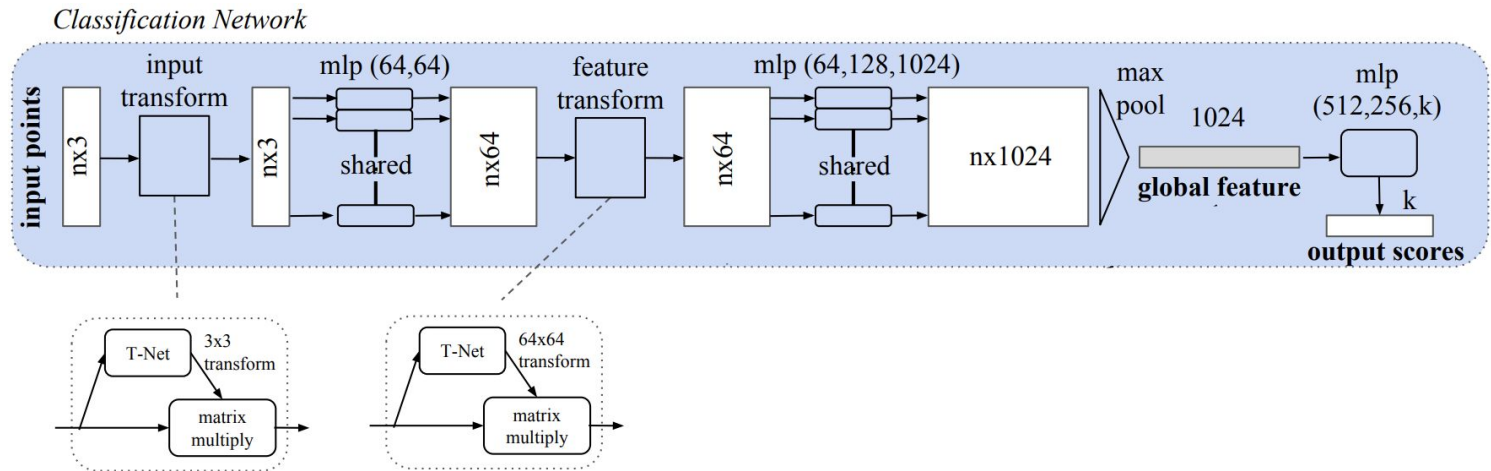 Classification Network
input points
nx3
input
transform
nx3
mlp (64,64)
shared
nx64
feature
transform
nx64
mlp (64,128,1024)
shared
nx1024
max
pool
1024
global feature
mlp
(512,256,k)
k
output scores
T-Net
3x3
transform
matrix
multiply
T-Net
64x64
transform
matrix
multiply